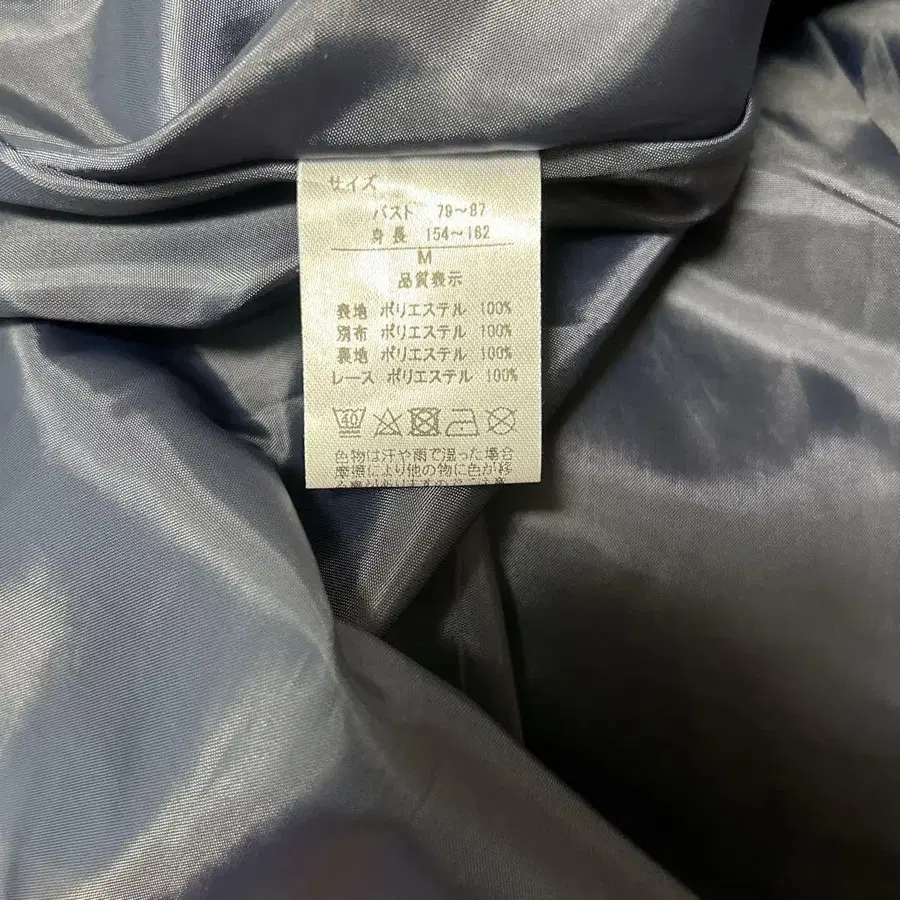 サイズ
バスト 79〜87
身長 154〜162
M
品質表示
表地 ポリエステル 100%
別布 ポリエステル 100%
裏地 ポリエステル 100%
レース ポリエステル 100%
40
色物は汗や雨で湿った場合
摩擦により他の物に色が移